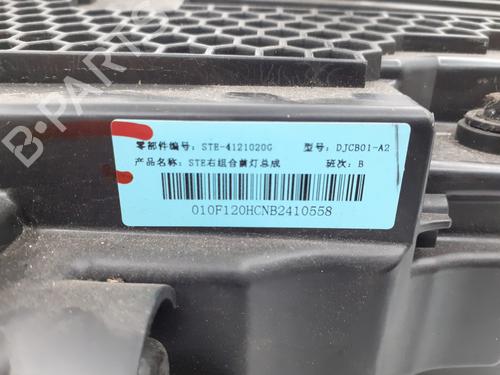 零部件编号: STE-4121020G 型号: DJCB01-A2
产品名称: STE右组合前灯总成 班次: B
010F120HCNB2410558